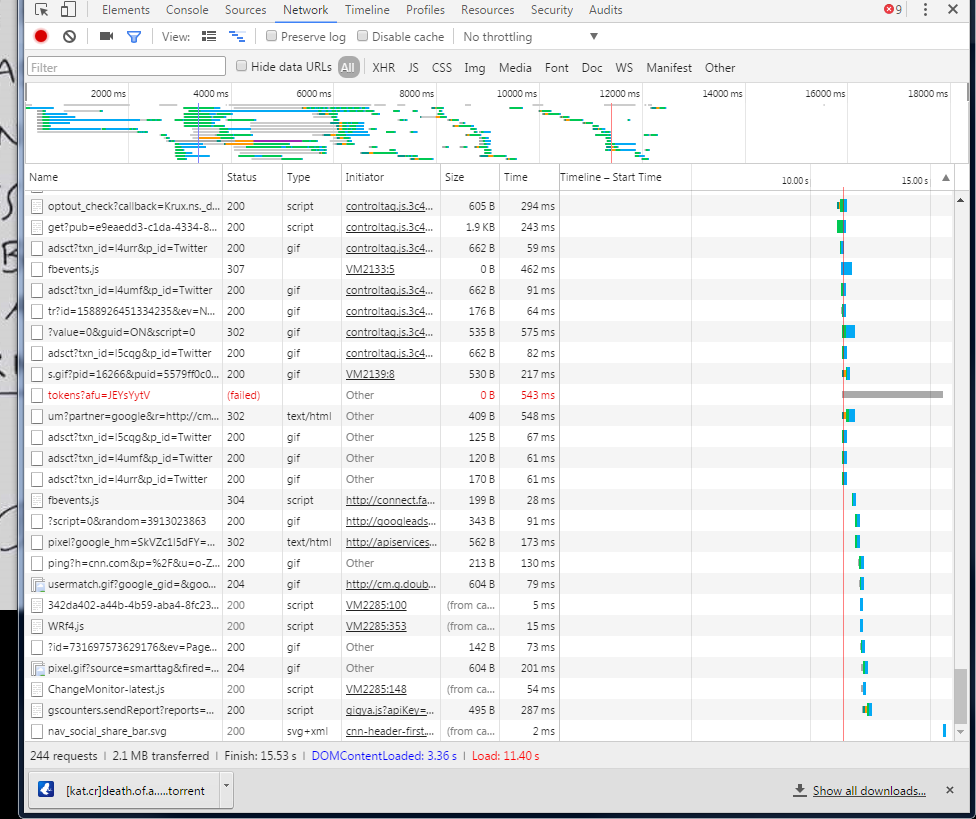 Elements Console Sources Network Timeline Profiles Resources Security Audits 9
View: Preserve log Disable cache No throttling
Filter Hide data URLs All XHR JS CSS Img Media Font Doc WS Manifest Other
2000 ms 4000 ms 6000 ms 8000 ms 10000 ms 12000 ms 14000 ms 16000 ms 18000 ms
Name Status Type Initiator Size Time Timeline – Start Time 10.00 s 15.00 s
optout_check?callback=Krux.ns._d... 200 script controltag.js.3c4... 605 B 294 ms
get?pub=e9eaedd3-c1da-4334-8... 200 script controltag.js.3c4... 1.9 KB 243 ms
adsct?txn_id=l4urr&p_id=Twitter 200 gif controltag.js.3c4... 662 B 59 ms
fbevents.js 307 VM2133:5 0 B 462 ms
adsct?txn_id=l4umf&p_id=Twitter 200 gif controltag.js.3c4... 662 B 91 ms
tr?id=1588926451334235&ev=N... 200 gif controltag.js.3c4... 176 B 64 ms
?value=0&guid=ON&script=0 302 controltag.js.3c4... 535 B 575 ms
adsct?txn_id=l5cqg&p_id=Twitter 200 gif controltag.js.3c4... 662 B 82 ms
s.gif?pid=16266&puid=5579ff0c0... 200 gif VM2139:8 530 B 217 ms
tokens?afu=JEYsYytV (failed) Other 0 B 543 ms
um?partner=google&r=http://cm... 302 text/html Other 409 B 548 ms
adsct?txn_id=l5cqg&p_id=Twitter 200 gif Other 125 B 67 ms
adsct?txn_id=l4umf&p_id=Twitter 200 gif Other 120 B 61 ms
adsct?txn_id=l4urr&p_id=Twitter 200 gif Other 170 B 61 ms
fbevents.js 304 script http://connect.fa... 199 B 28 ms
?script=0&random=3913023863 200 gif http://googleads... 343 B 91 ms
pixel?google_hm=SkVZc1l5dFY=... 302 text/html http://apiservices... 562 B 173 ms
ping?h=cnn.com&p=%2F&u=o-Z... 200 gif Other 213 B 130 ms
usermatch.gif?google_gid=&goo... 204 gif http://cm.g.doub... 604 B 79 ms
342da402-a44b-4b59-aba4-8fc23... 200 script VM2285:100 (from ca... 5 ms
WRf4.js 200 script VM2285:353 (from ca... 15 ms
?id=731697573629176&ev=Page... 200 gif Other 142 B 73 ms
pixel.gif?source=smarttag&fired=... 204 gif Other 604 B 201 ms
ChangeMonitor-latest.js 200 script VM2285:148 (from ca... 54 ms
gscounters.sendReport?reports=... 200 script gigya.js?apiKey=... 495 B 287 ms
nav_social_share_bar.svg 200 svg+xml cnn-header-first... (from ca... 2 ms
244 requests | 2.1 MB transferred | Finish: 15.53 s | DOMContentLoaded: 3.36 s | Load: 11.40 s
[kat.cr]death.of.a.....torrent Show all downloads...